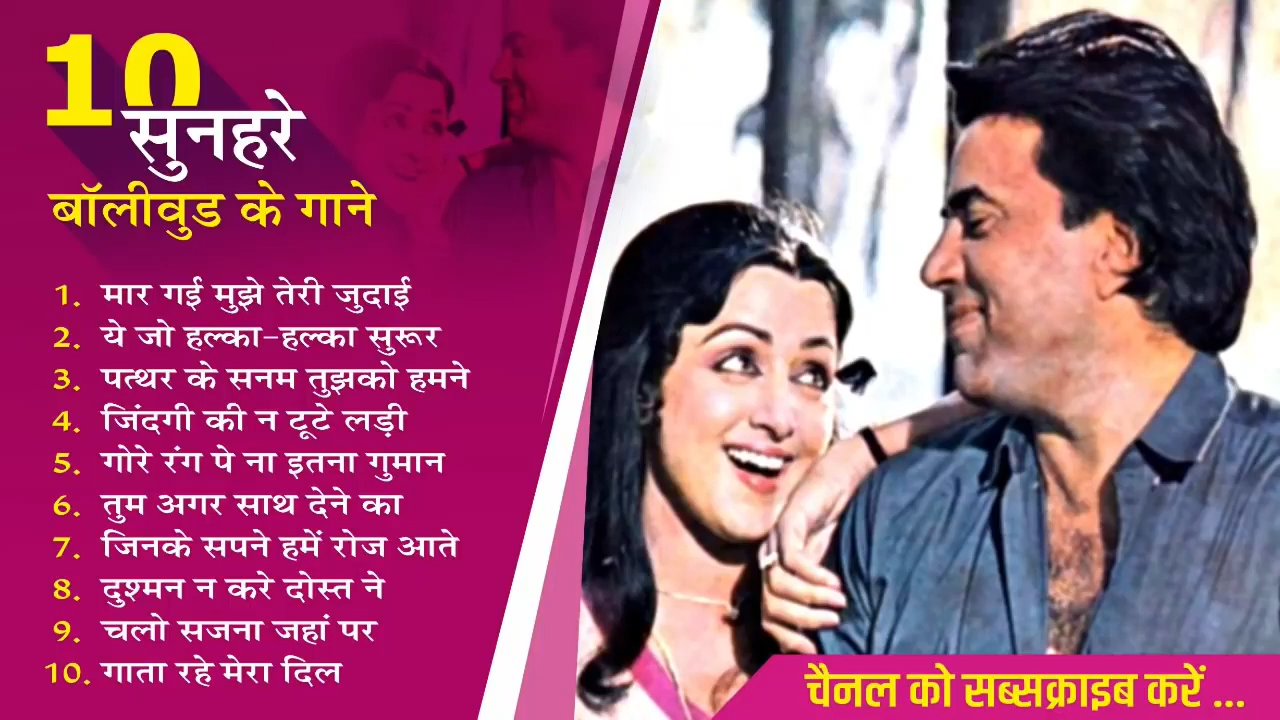 10
सुनहरे
बॉलीवुड के गाने
1. मार गई मुझे तेरी जुदाई
2. ये जो हल्का-हल्का सुरूर
3. पत्थर के सनम तुझको हमने
4. जिंदगी की न टूटे लड़ी
5. गोरे रंग पे ना इतना गुमान
6. तुम अगर साथ देने का
7. जिनके सपने हमें रोज आते
8. दुश्मन न करे दोस्त ने
9. चलो सजना जहां पर
10. गाता रहे मेरा दिल
चैनल को सब्सक्राइब करें ...